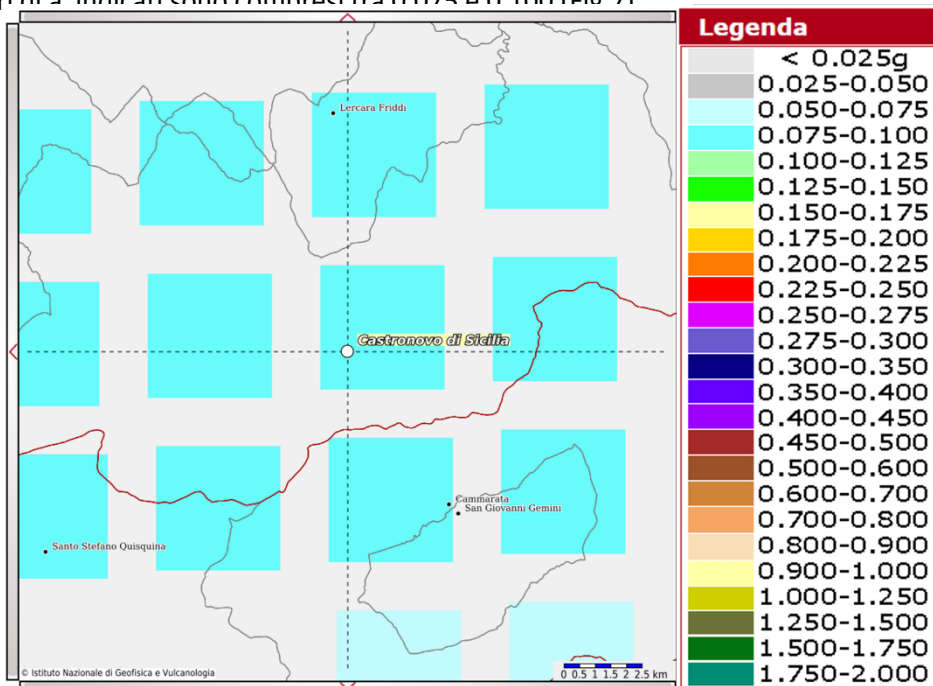 Legenda
< 0.025g
0.025-0.050
0.050-0.075
0.075-0.100
0.100-0.125
0.125-0.150
0.150-0.175
0.175-0.200
0.200-0.225
0.225-0.250
0.250-0.275
0.275-0.300
0.300-0.350
0.350-0.400
0.400-0.450
0.450-0.500
0.500-0.600
0.600-0.700
0.700-0.800
0.800-0.900
0.900-1.000
1.000-1.250
1.250-1.500
1.500-1.750
1.750-2.000
Lercara Friddi
Castronovo di Sicilia
Cammarata
San Giovanni Gemini
Santo Stefano Quisquina
© Istituto Nazionale di Geofisica e Vulcanologia
0 0.5 1 1.5 2 2.5 km